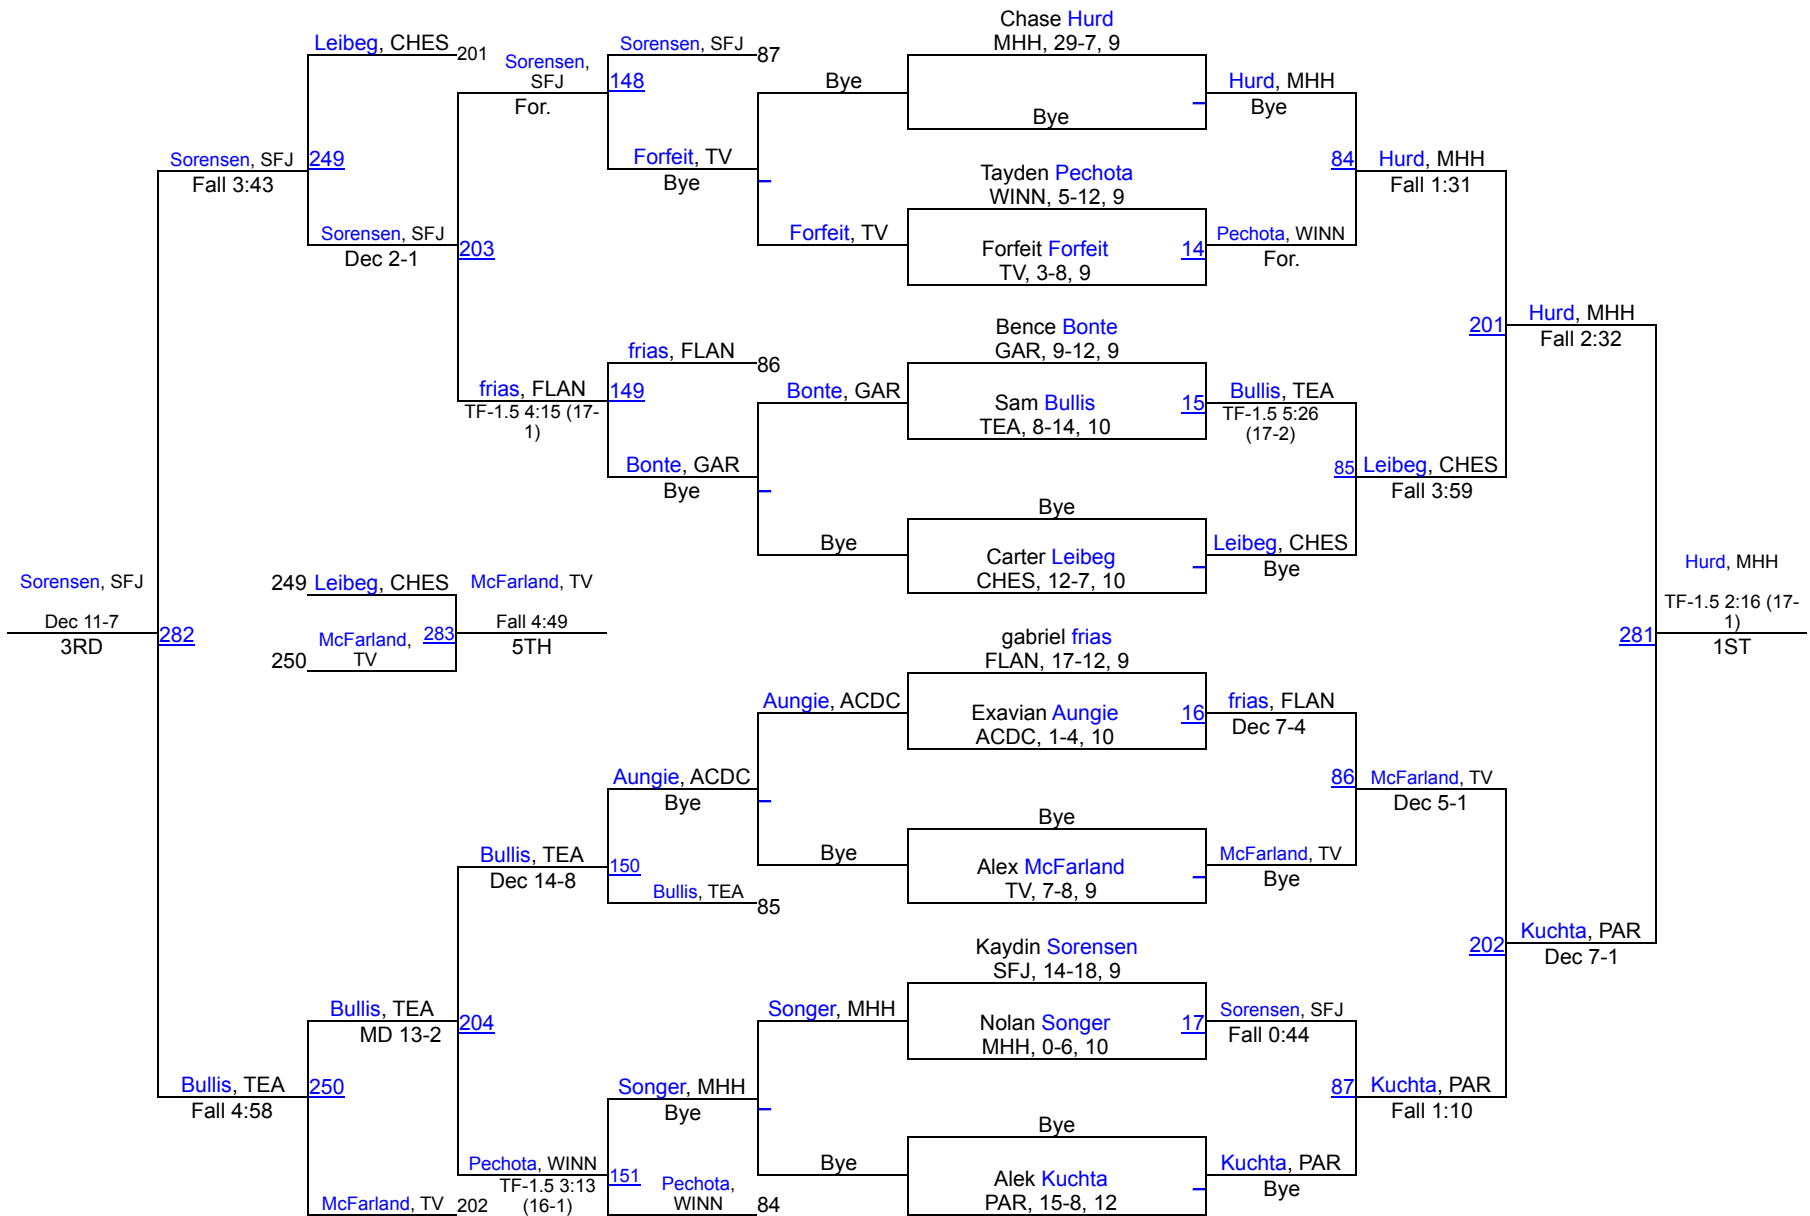 Chase Hurd
MHH, 29-7, 9
Leibeg, CHES 201
Sorensen, SFJ 87
Sorensen,
SFJ
For.
148
Bye
Hurd, MHH
Bye
Bye
Forfeit, TV
Bye
Sorensen, SFJ
Fall 3:43
249
84
Hurd, MHH
Fall 1:31
Tayden Pechota
WINN, 5-12, 9
Sorensen, SFJ
Dec 2-1
203
Forfeit, TV
Forfeit Forfeit
TV, 3-8, 9
14
Pechota, WINN
For.
201
Hurd, MHH
Fall 2:32
Bence Bonte
GAR, 9-12, 9
frias, FLAN 86
frias, FLAN
TF-1.5 4:15 (17-
1)
149
Bonte, GAR
Sam Bullis
TEA, 8-14, 10
15
Bullis, TEA
TF-1.5 5:26
(17-2)
Bonte, GAR
Bye
85
Leibeg, CHES
Fall 3:59
Bye
Bye
Carter Leibeg
CHES, 12-7, 10
Leibeg, CHES
Bye
Sorensen, SFJ
Dec 11-7
3RD
282
249 Leibeg, CHES
McFarland,
TV
250
283
McFarland, TV
Fall 4:49
5TH
Hurd, MHH
TF-1.5 2:16 (17-
1)
1ST
281
gabriel frias
FLAN, 17-12, 9
Aungie, ACDC
Exavian Aungie
ACDC, 1-4, 10
16
frias, FLAN
Dec 7-4
Aungie, ACDC
Bye
86
McFarland, TV
Dec 5-1
Bye
Bullis, TEA
Dec 14-8
150
Bye
Alex McFarland
TV, 7-8, 9
McFarland, TV
Bye
Bullis, TEA 85
202
Kuchta, PAR
Dec 7-1
Kaydin Sorensen
SFJ, 14-18, 9
Bullis, TEA
MD 13-2
204
Songer, MHH
Nolan Songer
MHH, 0-6, 10
17
Sorensen, SFJ
Fall 0:44
Bullis, TEA
Fall 4:58
250
Songer, MHH
Bye
87
Kuchta, PAR
Fall 1:10
Bye
Pechota, WINN
TF-1.5 3:13
(16-1)
151
Pechota,
WINN
84
Bye
Alek Kuchta
PAR, 15-8, 12
Kuchta, PAR
Bye
McFarland, TV 202